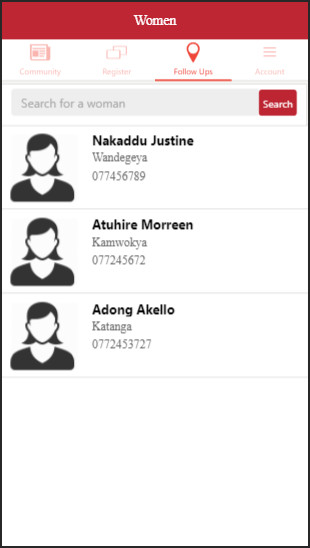 Women
Community
Register
Follow Ups
Account
Search for a woman
Search
Nakaddu Justine
Wandegeya
077456789
Atuhire Morreen
Kamwokya
077245672
Adong Akello
Katanga
0772453727